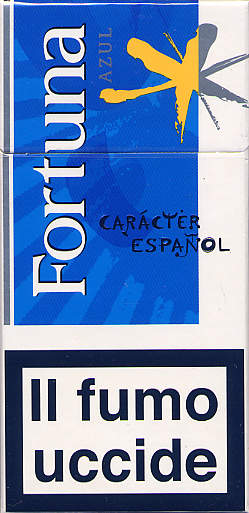 Fortuna
AZUL
CARÁCTER
ESPAÑOL
Il fumo
uccide